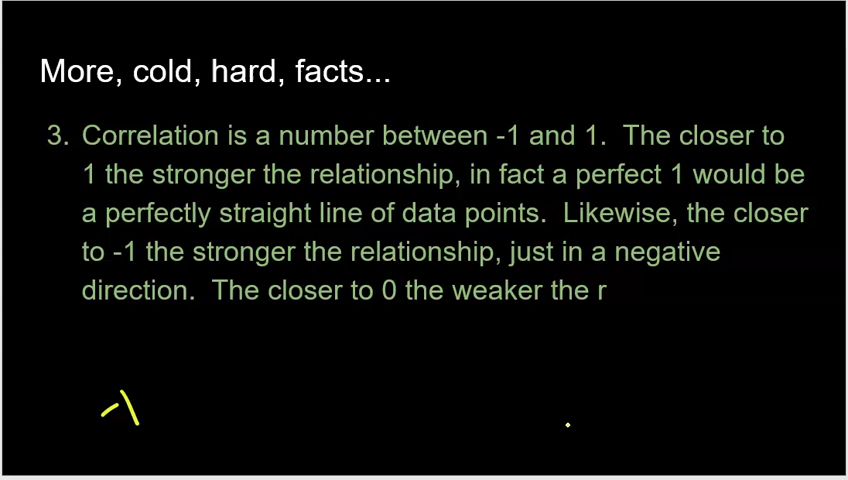 More, cold, hard, facts...
3. Correlation is a number between -1 and 1. The closer to
1 the stronger the relationship, in fact a perfect 1 would be
a perfectly straight line of data points. Likewise, the closer
to -1 the stronger the relationship, just in a negative
direction. The closer to 0 the weaker the r
-1